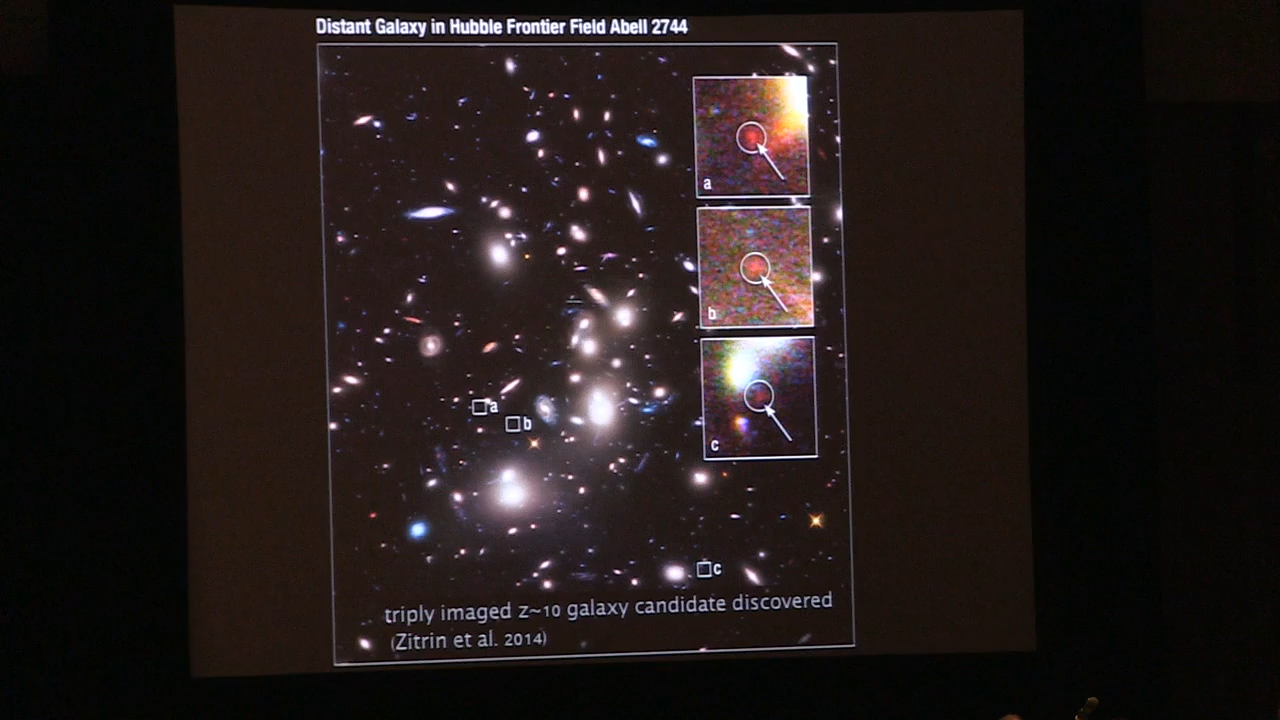 Distant Galaxy in Hubble Frontier Field Abell 2744
a
b
c
a
b
c
triply imaged z~10 galaxy candidate discovered
(Zitrin et al. 2014)